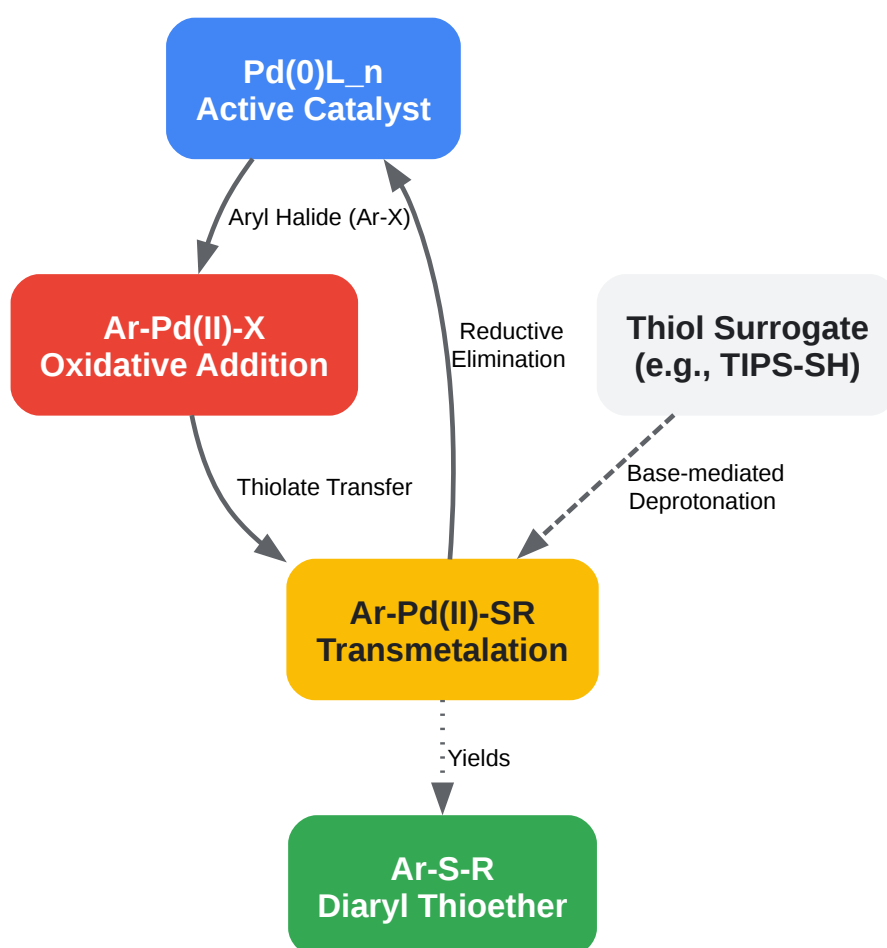 Pd(0)L_n
Active Catalyst
Aryl Halide (Ar-X)
Ar-Pd(II)-X
Oxidative Addition
Reductive
Elimination
Thiol Surrogate
(e.g., TIPS-SH)
Thiolate Transfer
Base-mediated
Deprotonation
Ar-Pd(II)-SR
Transmetalation
Yields
Ar-S-R
Diaryl Thioether